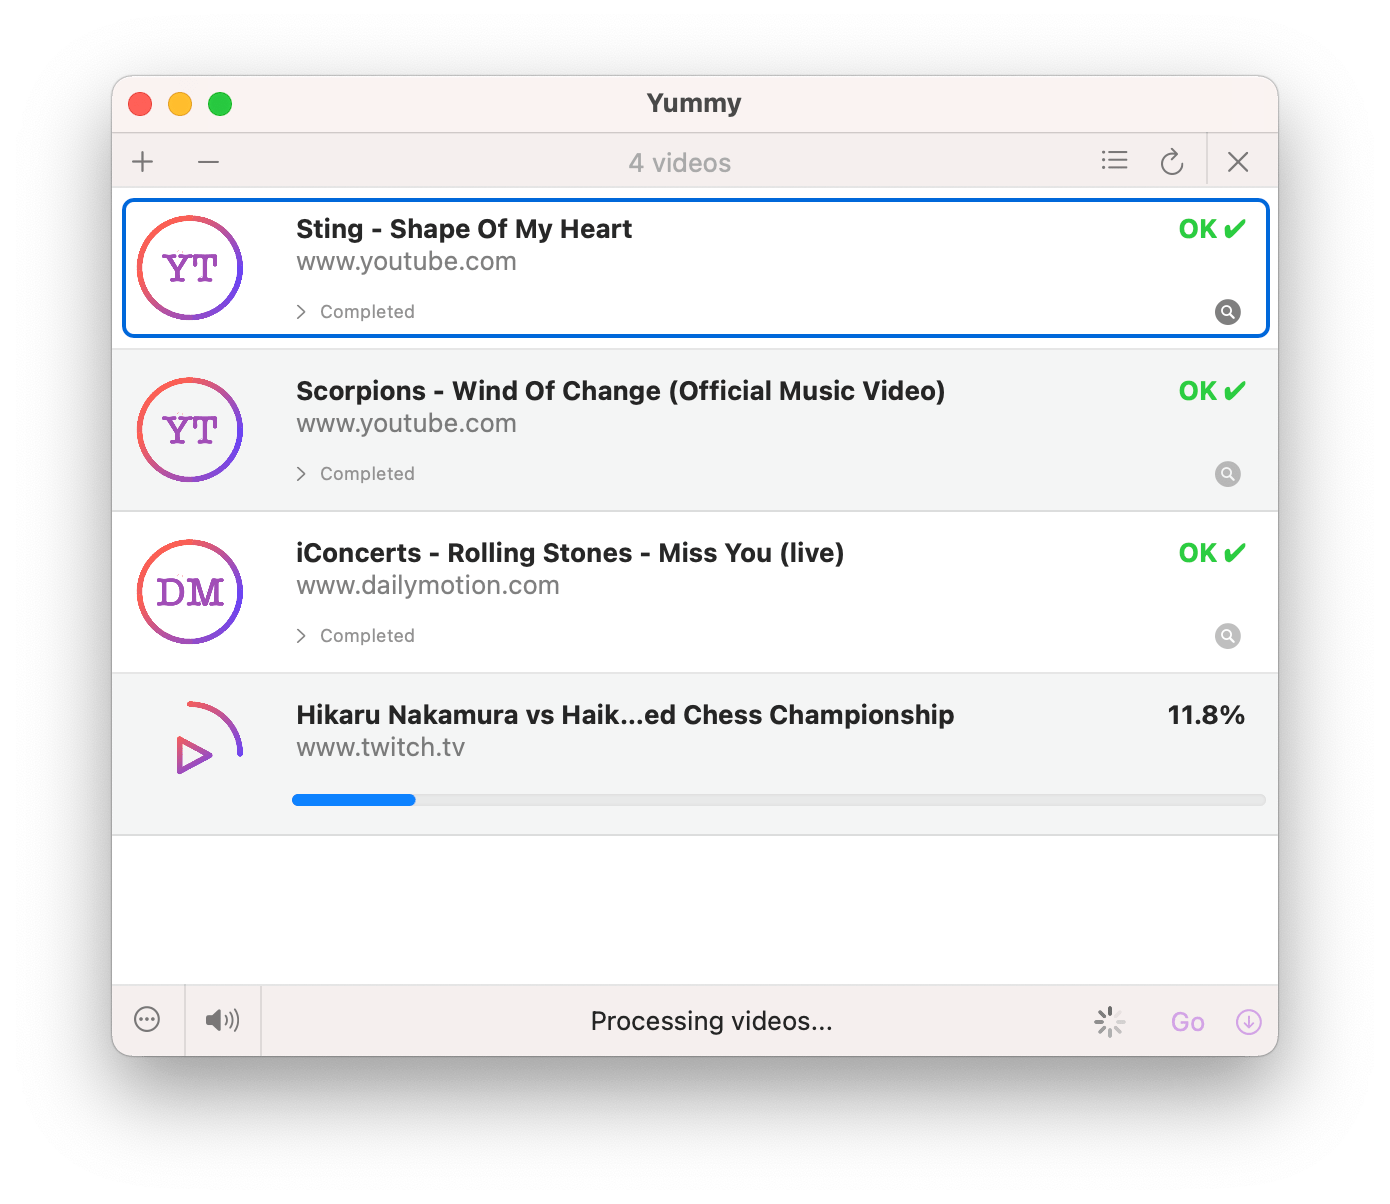 Yummy
4 videos
YT
Sting - Shape Of My Heart
OK ✔
www.youtube.com
Completed
YT
Scorpions - Wind Of Change (Official Music Video)
OK ✔
www.youtube.com
Completed
DM
iConcerts - Rolling Stones - Miss You (live)
OK ✔
www.dailymotion.com
Completed
Hikaru Nakamura vs Haik...ed Chess Championship
11.8%
www.twitch.tv
Processing videos...
Go